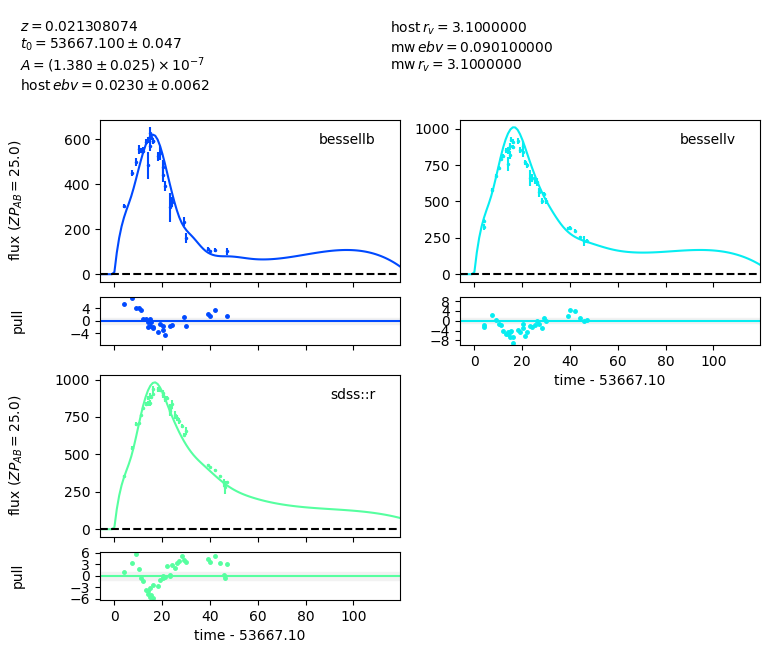 z = 0.021308074
t₀ = 53667.100 ± 0.047
A = (1.380 ± 0.025) × 10⁻⁷
host ebv = 0.0230 ± 0.0062
host r_v = 3.1000000
mw ebv = 0.090100000
mw r_v = 3.1000000
flux (ZP_AB = 25.0)
600
400
200
0
bessellb
pull
4
0
−4
1000
750
500
250
0
bessellv
8
4
0
−4
−8
0 20 40 60 80 100
time - 53667.10
flux (ZP_AB = 25.0)
1000
750
500
250
0
sdss::r
pull
6
3
0
−3
−6
0 20 40 60 80 100
time - 53667.10